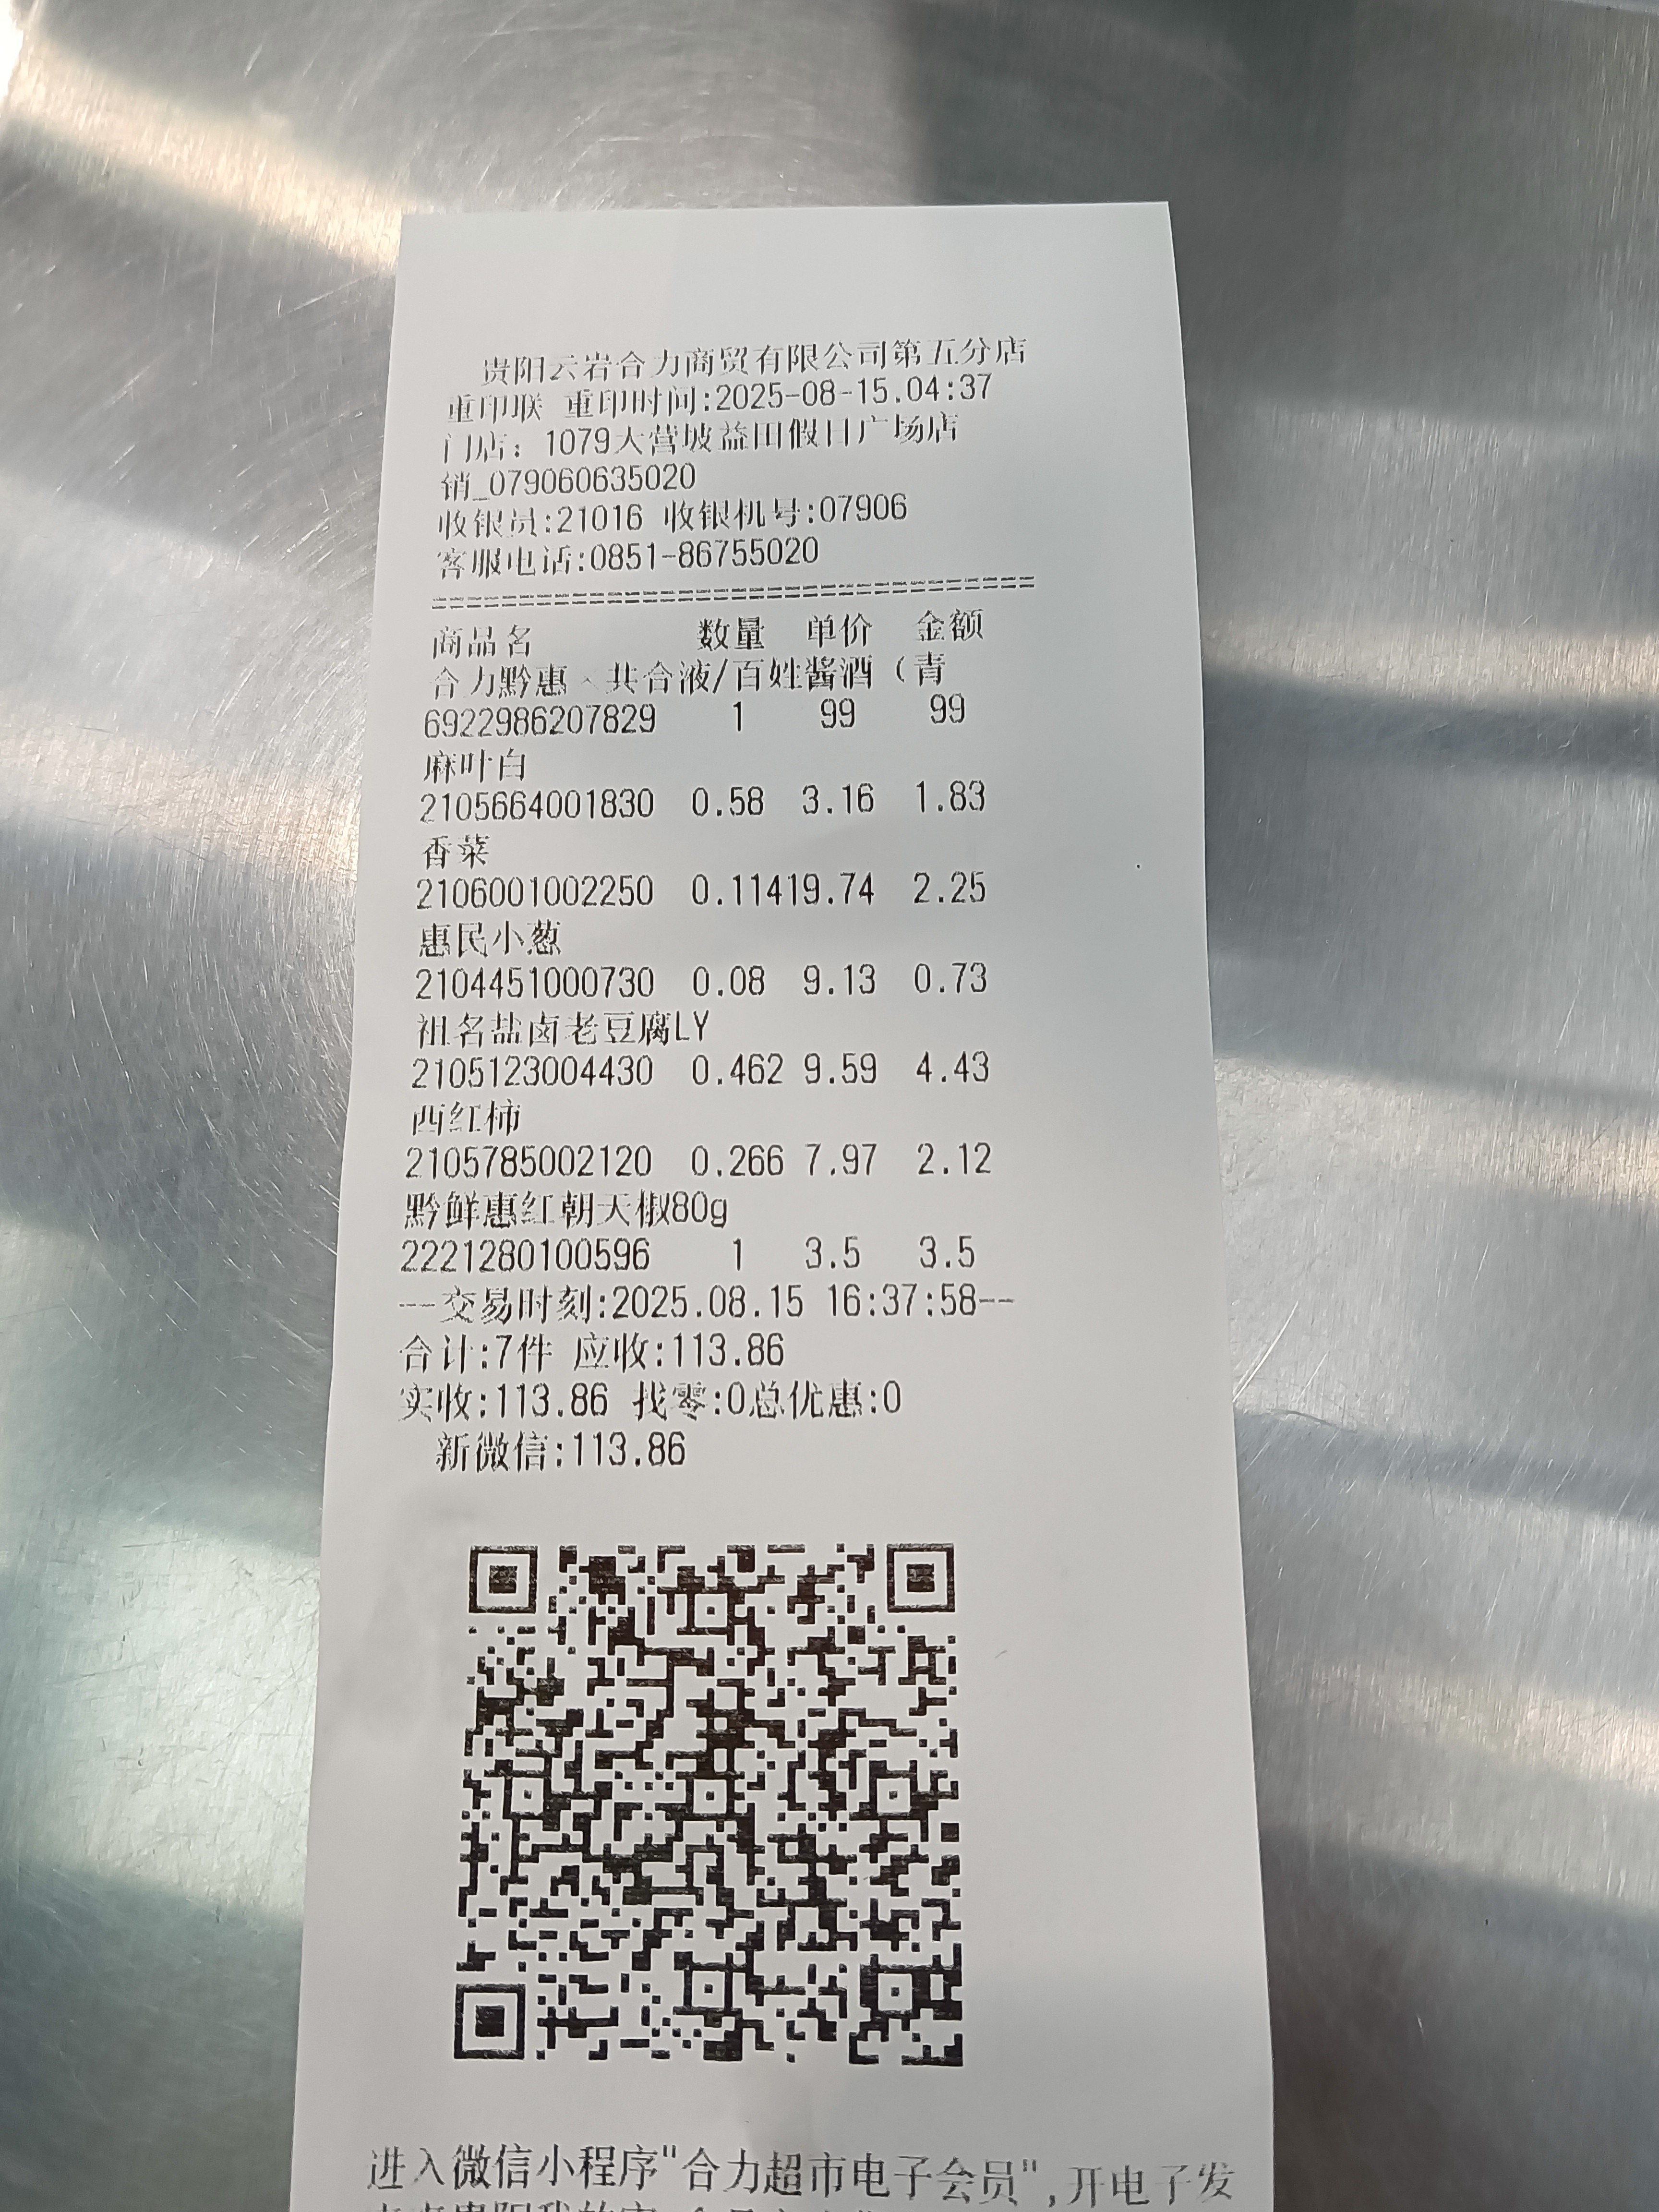 贵阳云岩合力商贸有限公司第五分店
重印联 重印时间:2025-08-15.04:37
门店: 1079大营坡益田假日广场店
销_079060635020
收银员:21016 收银机号:07906
客服电话:0851-86755020
商品名 数量 单价 金额
合力黔惠×共合液/百姓酱酒（青
6922986207829 1 99 99
麻叶白
2105664001830 0.58 3.16 1.83
香菜
2106001002250 0.11419.74 2.25
惠民小葱
2104451000730 0.08 9.13 0.73
祖名盐卤老豆腐LY
2105123004430 0.462 9.59 4.43
西红柿
2105785002120 0.266 7.97 2.12
黔鲜惠红朝天椒80g
2221280100596 1 3.5 3.5
--交易时刻:2025.08.15 16:37:58--
合计:7件 应收:113.86
实收:113.86 找零:0总优惠:0
新微信:113.86
进入微信小程序"合力超市电子会员",开电子发